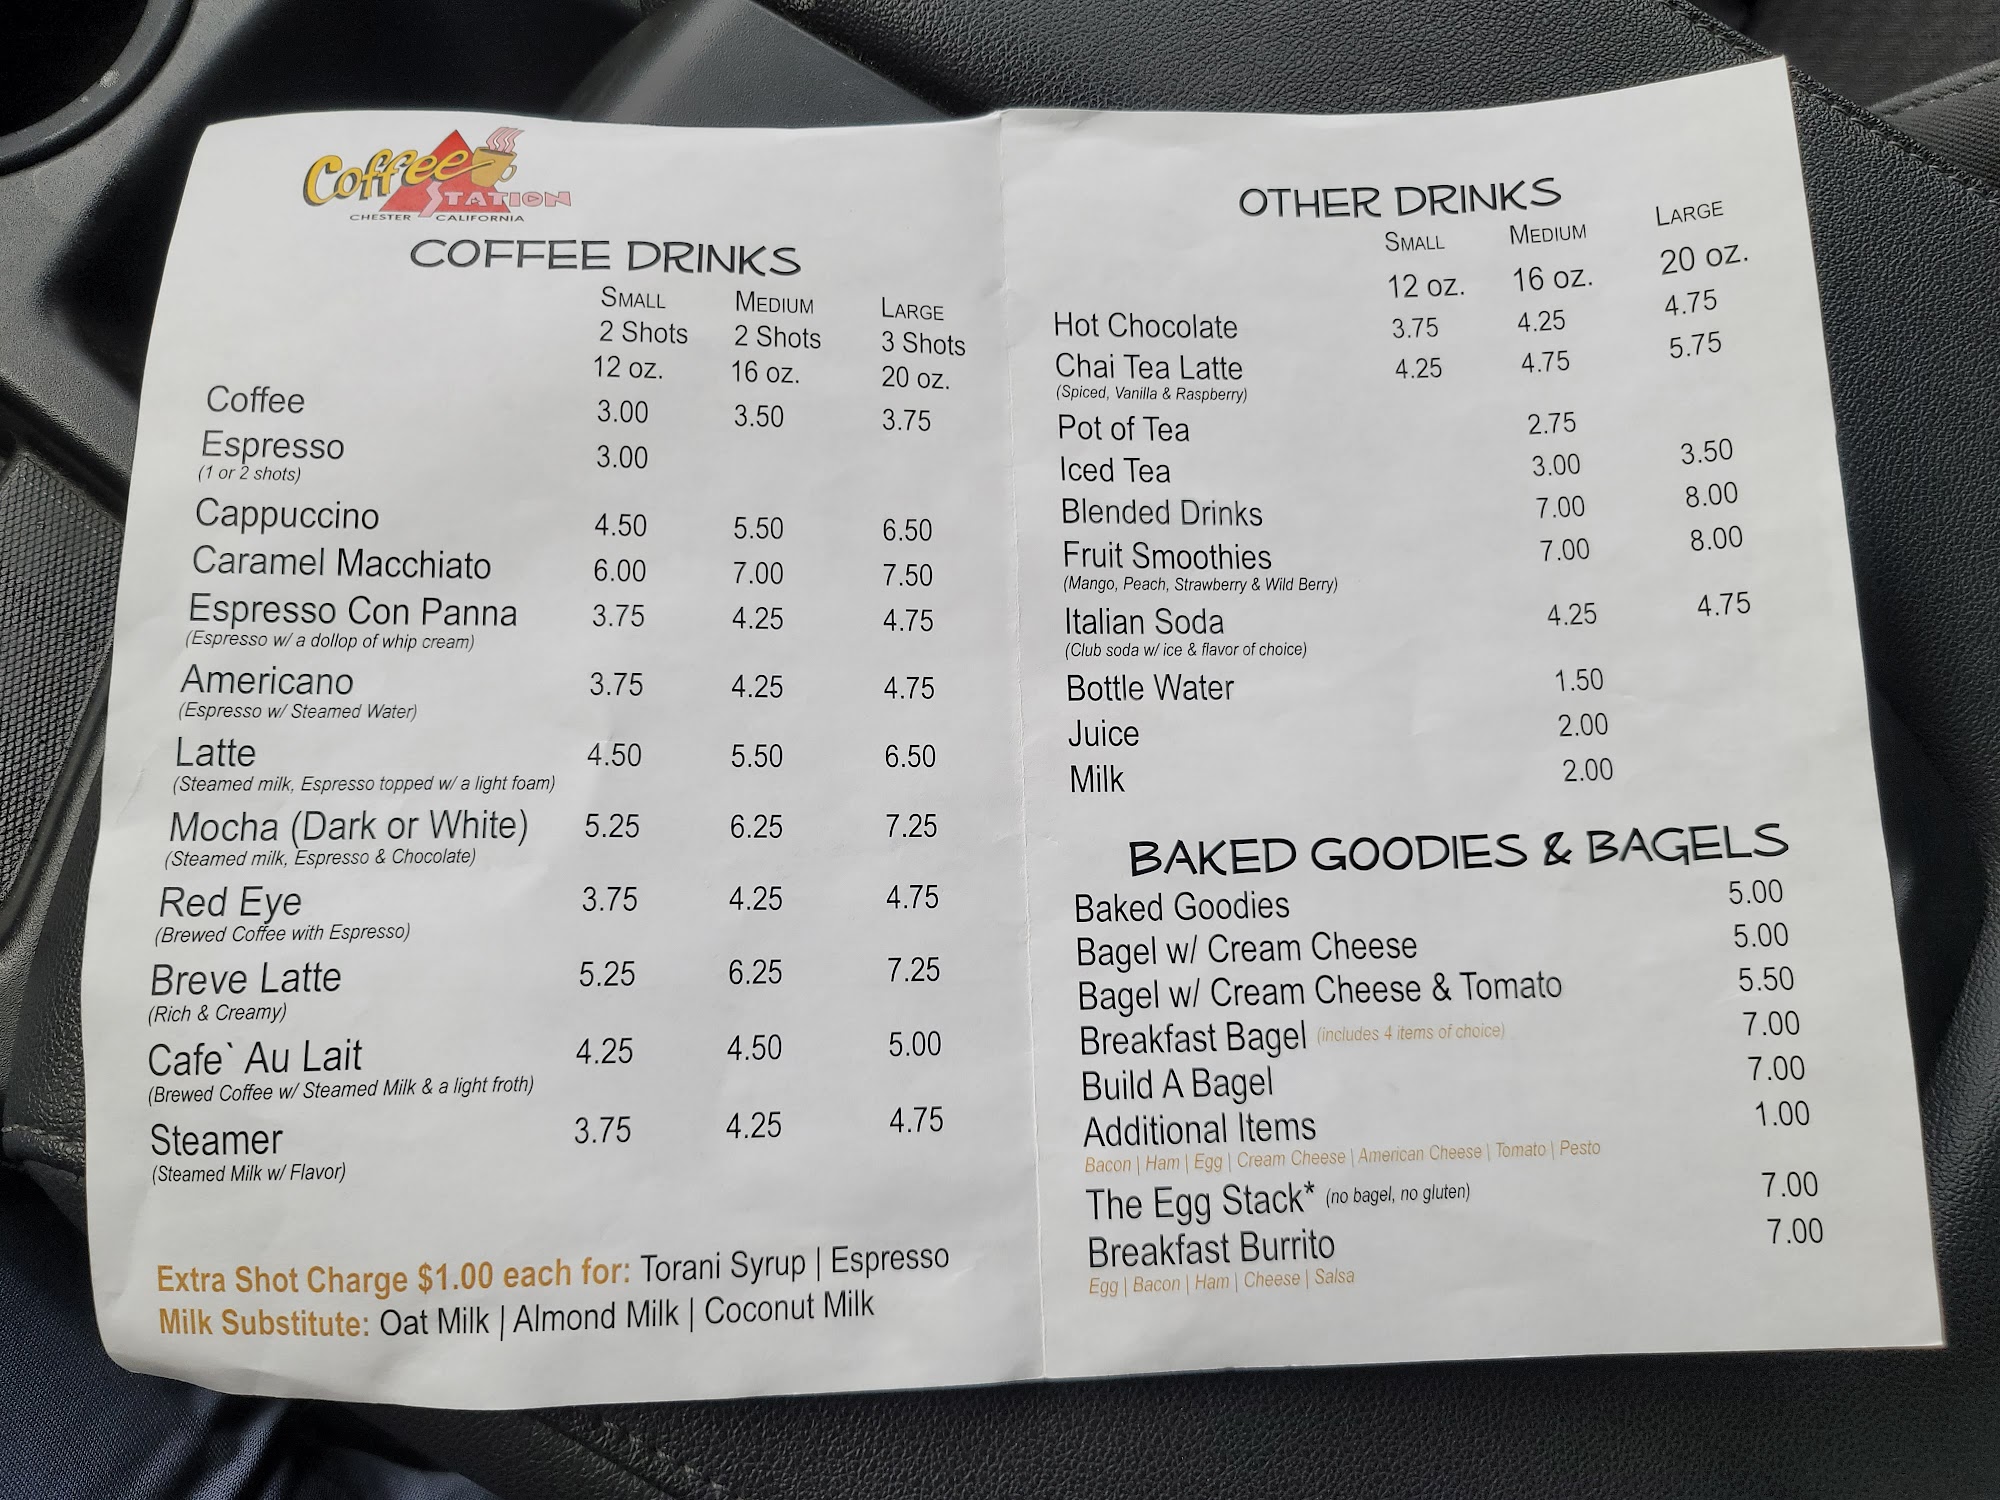 Coffee
STATION
CHESTER CALIFORNIA
COFFEE DRINKS
SMALL MEDIUM LARGE
2 Shots 2 Shots 3 Shots
12 oz. 16 oz. 20 oz.
Coffee 3.00 3.50 3.75
Espresso 3.00
(1 or 2 shots)
Cappuccino 4.50 5.50 6.50
Caramel Macchiato 6.00 7.00 7.50
Espresso Con Panna 3.75 4.25 4.75
(Espresso w/ a dollop of whip cream)
Americano 3.75 4.25 4.75
(Espresso w/ Steamed Water)
Latte 4.50 5.50 6.50
(Steamed milk, Espresso topped w/ a light foam)
Mocha (Dark or White) 5.25 6.25 7.25
(Steamed milk, Espresso & Chocolate)
Red Eye 3.75 4.25 4.75
(Brewed Coffee with Espresso)
Breve Latte 5.25 6.25 7.25
(Rich & Creamy)
Cafe` Au Lait 4.25 4.50 5.00
(Brewed Coffee w/ Steamed Milk & a light froth)
Steamer 3.75 4.25 4.75
(Steamed Milk w/ Flavor)
Extra Shot Charge $1.00 each for: Torani Syrup | Espresso
Milk Substitute: Oat Milk | Almond Milk | Coconut Milk
OTHER DRINKS
SMALL MEDIUM LARGE
12 oz. 16 oz. 20 oz.
Hot Chocolate 3.75 4.25 4.75
Chai Tea Latte 4.25 4.75 5.75
(Spiced, Vanilla & Raspberry)
Pot of Tea 2.75
Iced Tea 3.00 3.50
Blended Drinks 7.00 8.00
Fruit Smoothies 7.00 8.00
(Mango, Peach, Strawberry & Wild Berry)
Italian Soda 4.25 4.75
(Club soda w/ ice & flavor of choice)
Bottle Water 1.50
Juice 2.00
Milk 2.00
BAKED GOODIES & BAGELS
Baked Goodies 5.00
Bagel w/ Cream Cheese 5.00
Bagel w/ Cream Cheese & Tomato 5.50
Breakfast Bagel (includes 4 items of choice) 7.00
Build A Bagel 7.00
Additional Items 1.00
Bacon | Ham | Egg | Cream Cheese | American Cheese | Tomato | Pesto
The Egg Stack* (no bagel, no gluten) 7.00
Breakfast Burrito 7.00
Egg | Bacon | Ham | Cheese | Salsa